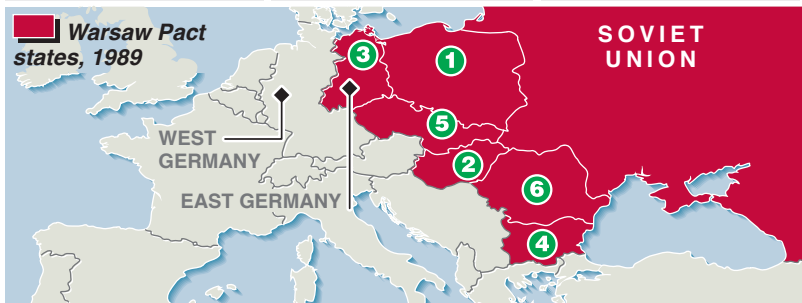 Warsaw Pact
states, 1989
SOVIET
UNION
3
1
5
WEST
GERMANY
2
6
EAST GERMANY
4